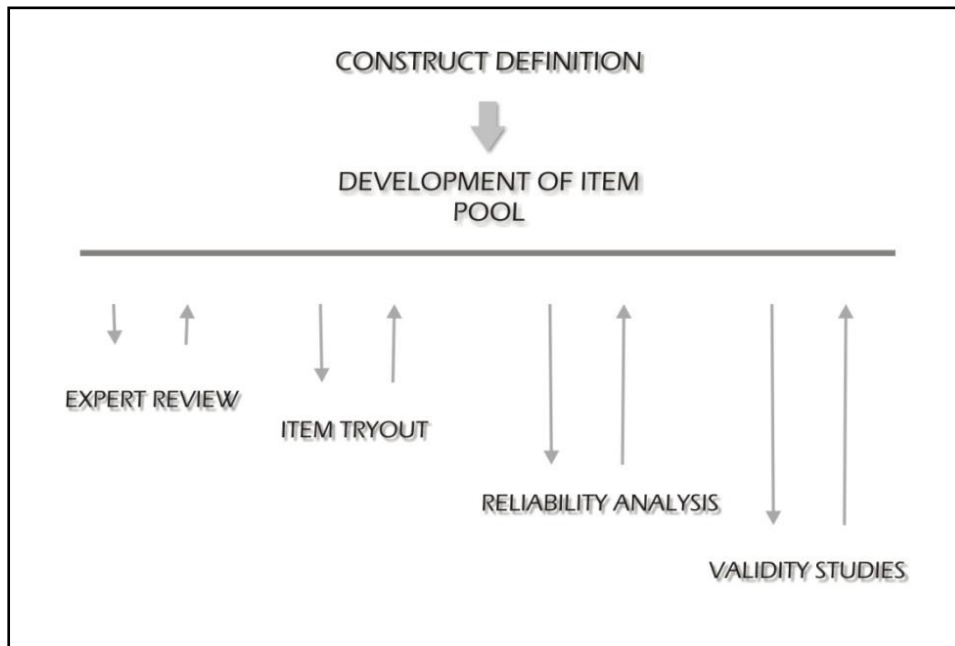 CONSTRUCT DEFINITION
DEVELOPMENT OF ITEM
POOL
EXPERT REVIEW
ITEM TRYOUT
RELIABILITY ANALYSIS
VALIDITY STUDIES